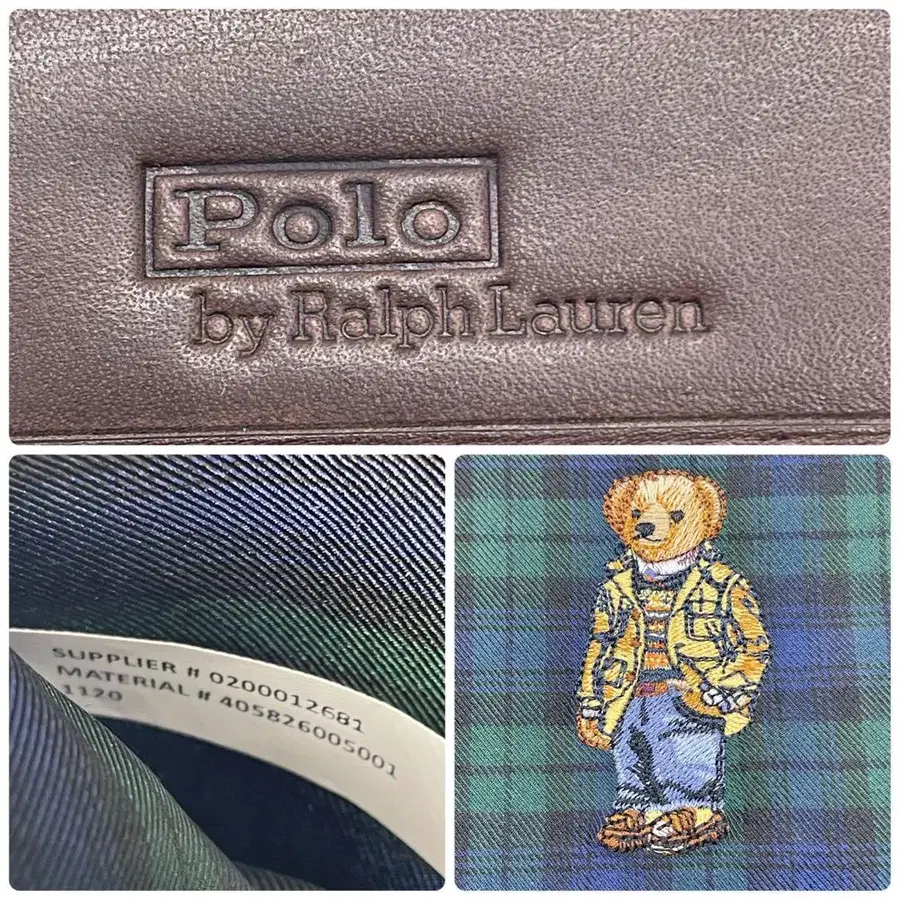 Polo
by Ralph Lauren
SUPPLIER # 0200012681
MATERIAL # 405826005001
1120